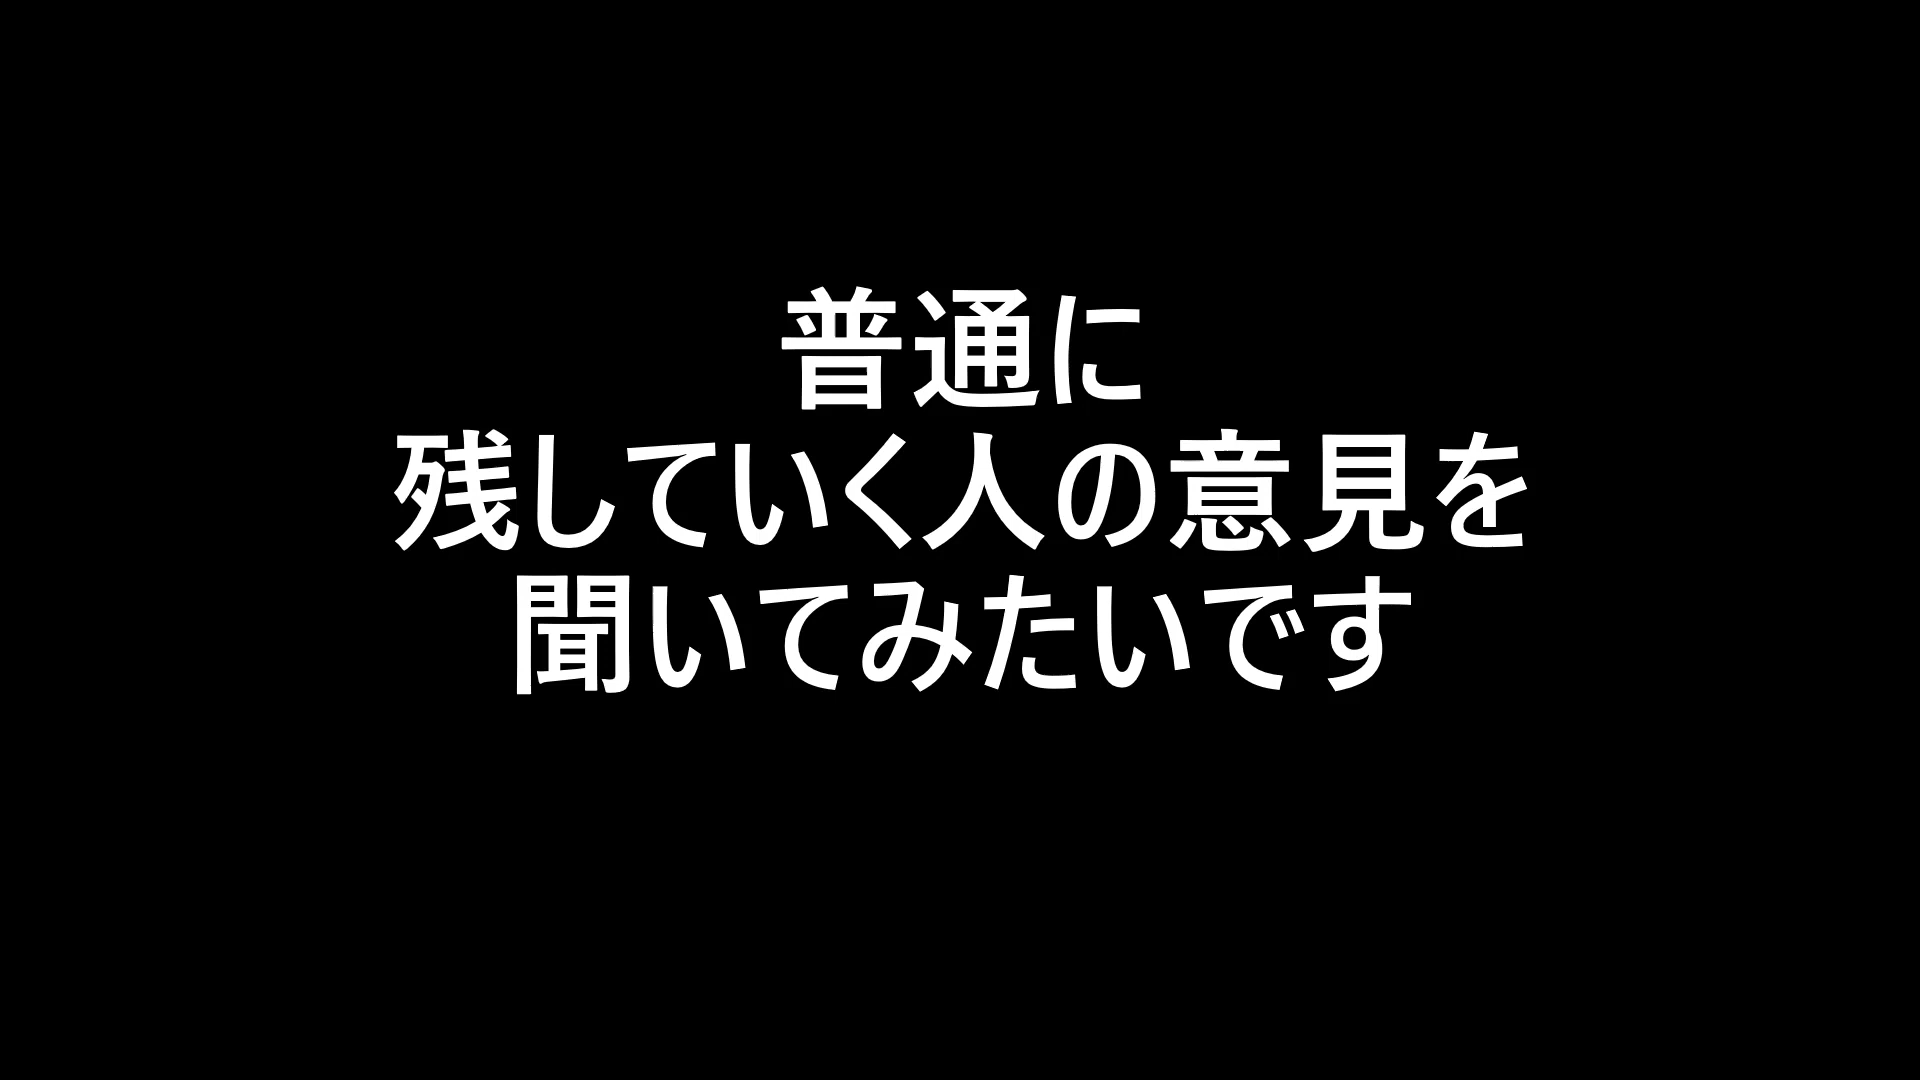 普通に
残していく人の意見を
聞いてみたいです